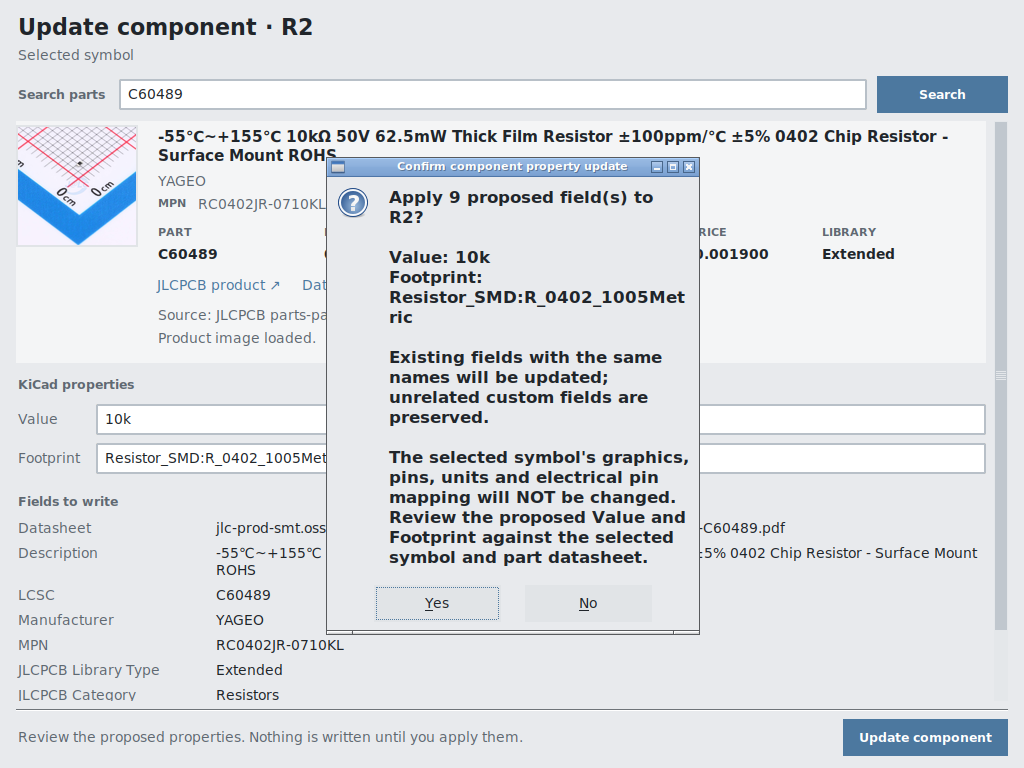 Update component · R2
Selected symbol
Search parts
C60489
Search
-55℃~+155℃ 10kΩ 50V 62.5mW Thick Film Resistor ±100ppm/℃ ±5% 0402 Chip Resistor -
Surface Mount ROHS
YAGEO
MPN RC0402JR-0710KL
PART
LIBRARY
C60489
0.001900
Extended
JLCPCB product ↗
Source: JLCPCB
Product image loaded.
0cm
0cm
Confirm component property update
Apply 9 proposed field(s) to
R2?
Value: 10k
Footprint:
Resistor_SMD:R_0402_1005Met
ric
Existing fields with the same
names will be updated;
unrelated custom fields are
preserved.
The selected symbol's graphics,
pins, units and electrical pin
mapping will NOT be changed.
Review the proposed Value and
Footprint against the selected
symbol and part datasheet.
Yes
No
KiCad properties
Value
10k
Footprint
Resistor_SMD:R_0402_1005Met
Fields to write
Datasheet
jlc-prod-smt.oss
-C60489.pdf
Description
-55℃~+155℃
±5% 0402 Chip Resistor - Surface Mount
ROHS
LCSC
C60489
Manufacturer
YAGEO
MPN
RC0402JR-0710KL
JLCPCB Library Type
Extended
JLCPCB Category
Resistors
Review the proposed properties. Nothing is written until you apply them.
Update component